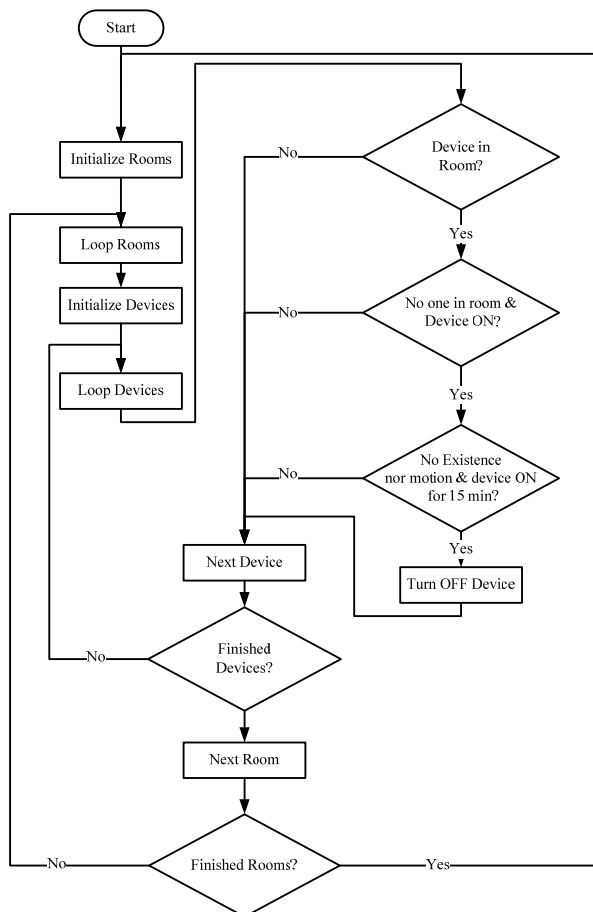 Start
Initialize Rooms
Loop Rooms
Initialize Devices
Loop Devices
Device in
Room?
No
Yes
No one in room &
Device ON?
No
Yes
No Existence
nor motion & device ON
for 15 min?
No
Yes
Turn OFF Device
Next Device
Finished
Devices?
No
Next Room
Finished Rooms?
No
Yes